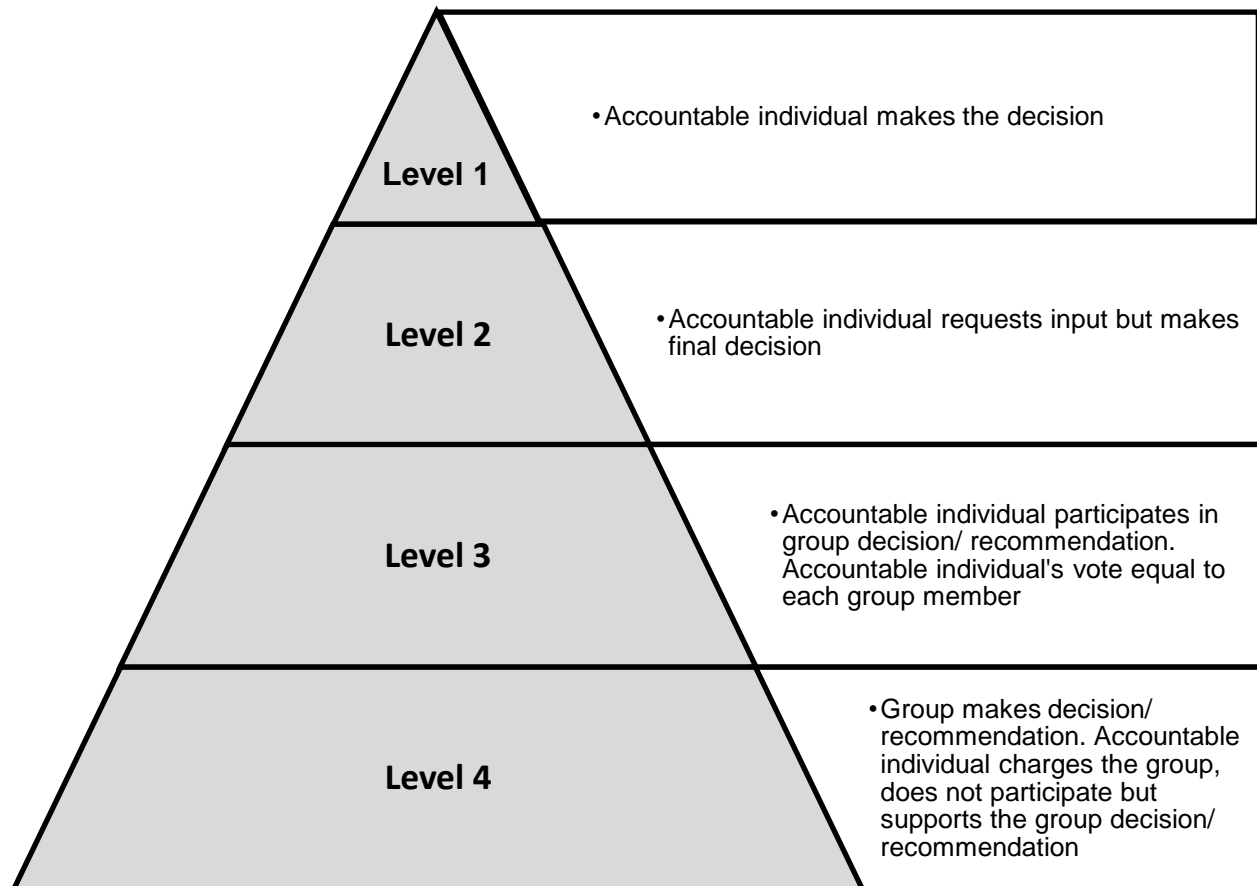 Level 1
•Accountable individual makes the decision
Level 2
•Accountable individual requests input but makes
final decision
Level 3
•Accountable individual participates in
group decision/ recommendation.
Accountable individual's vote equal to
each group member
Level 4
•Group makes decision/
recommendation. Accountable
individual charges the group,
does not participate but
supports the group decision/
recommendation